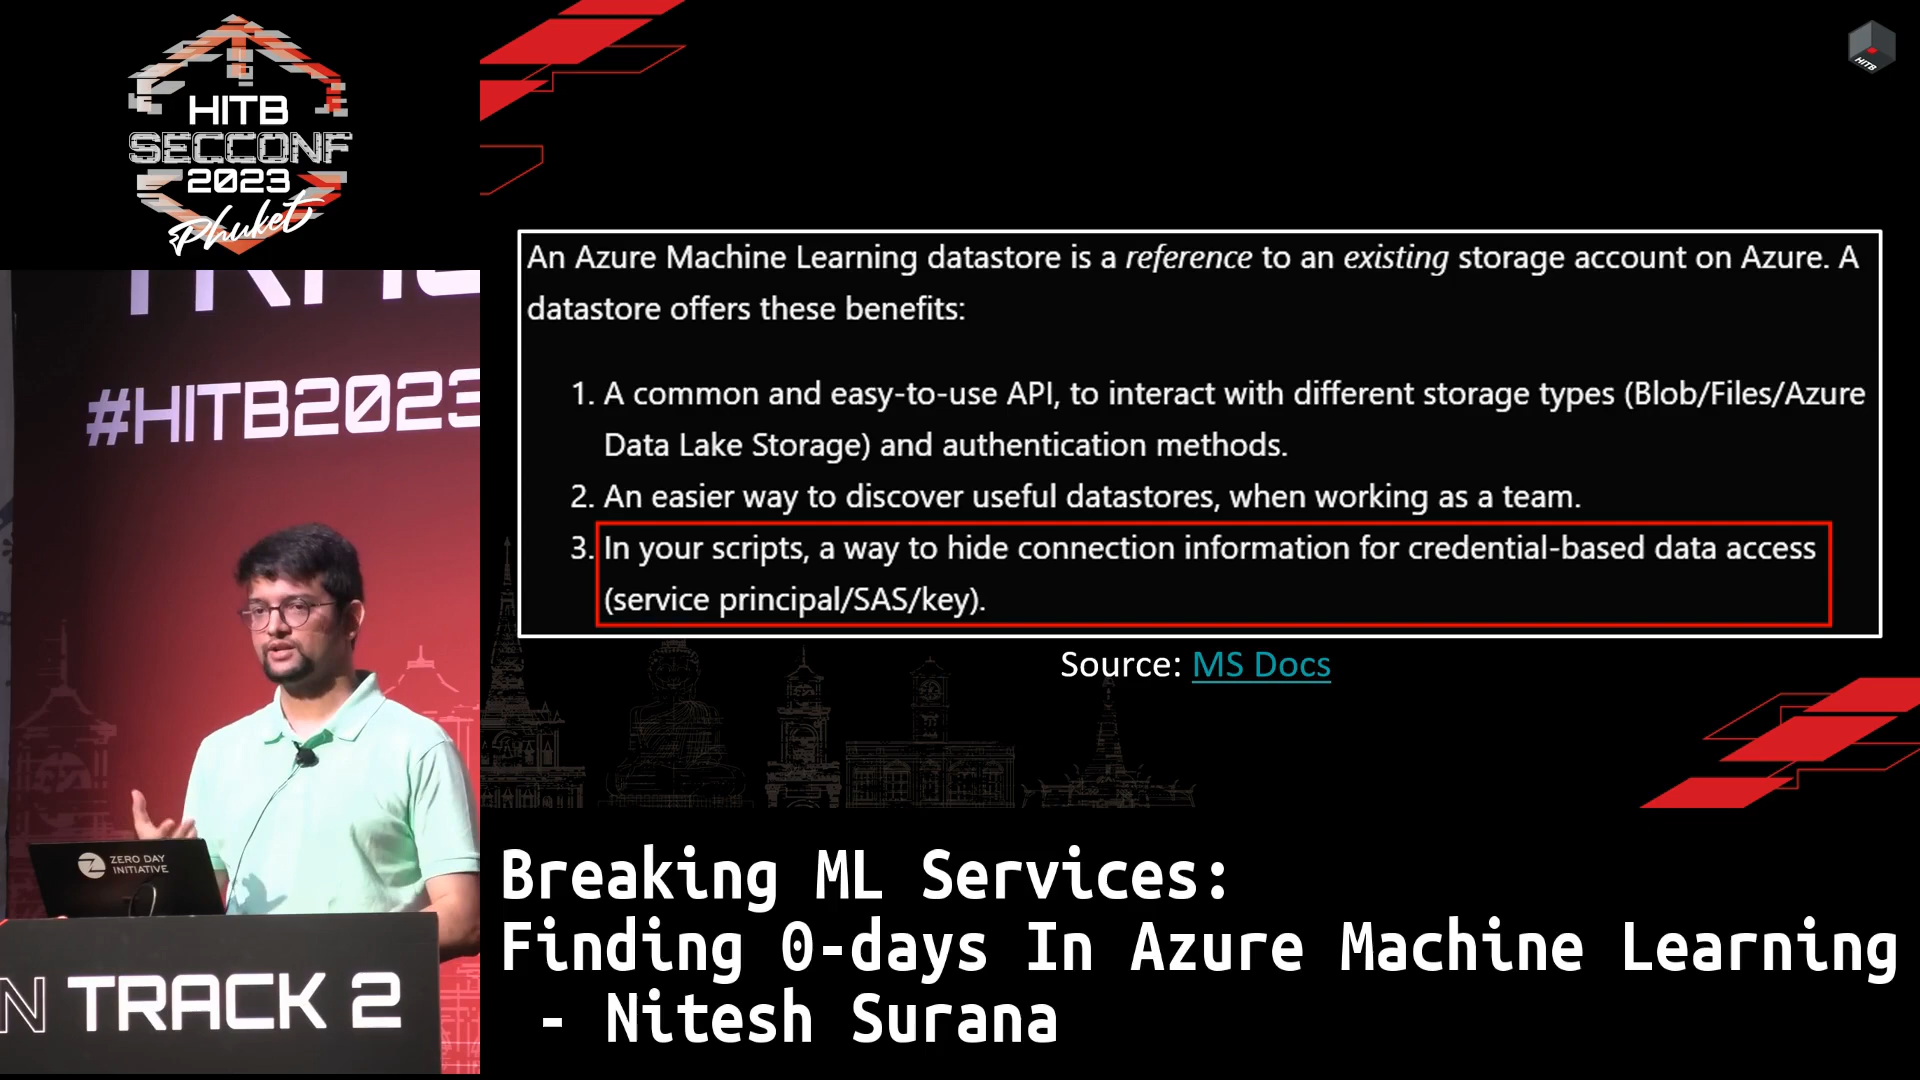 HITB
SECCONF
2023
Phuket
HITB
#HITB2023
An Azure Machine Learning datastore is a reference to an existing storage account on Azure. A
datastore offers these benefits:
1. A common and easy-to-use API, to interact with different storage types (Blob/Files/Azure
Data Lake Storage) and authentication methods.
2. An easier way to discover useful datastores, when working as a team.
3. In your scripts, a way to hide connection information for credential-based data access
(service principal/SAS/key).
Source: MS Docs
ZERO DAY
INITIATIVE
N TRACK 2
Breaking ML Services:
Finding 0-days In Azure Machine Learning
- Nitesh Surana